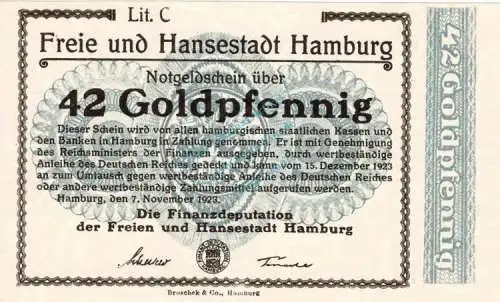 Lit. C
Freie und Hansestadt Hamburg
Notgeldschein über
42 Goldpfennig
Dieser Schein wird von allen hamburgischen staatlichen Kassen und
den Banken in Hamburg in Zahlung genommen. Er ist mit Genehmigung
des Reichsministers der Finanzen ausgegeben, durch wertbeständige
Anleihe des Deutschen Reiches gedeckt und kann vom 15. Dezember 1923
an zum Umtausch gegen wertbeständige Anleihe des Deutschen Reiches
oder andere wertbeständige Zahlungsmittel aufgerufen werden.
Hamburg, den 7. November 1923.
Die Finanzdeputation
der Freien und Hansestadt Hamburg
Broschek & Co., Hamburg
42 Goldpfennig